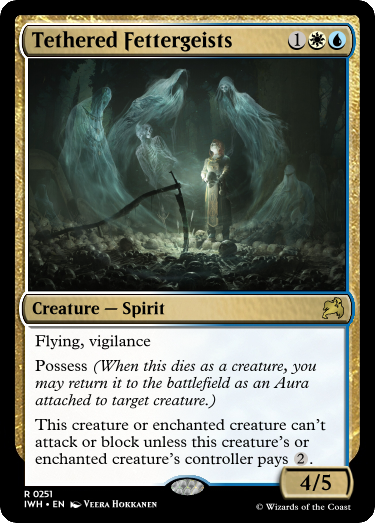 Tethered Fettergeists 1
Creature — Spirit
Flying, vigilance
Possess (When this dies as a creature, you
may return it to the battlefield as an Aura
attached to target creature.)
This creature or enchanted creature can't
attack or block unless this creature's or
enchanted creature's controller pays 2.
4/5
R 0251
IWH • EN Veera Hokkanen
© Wizards of the Coast